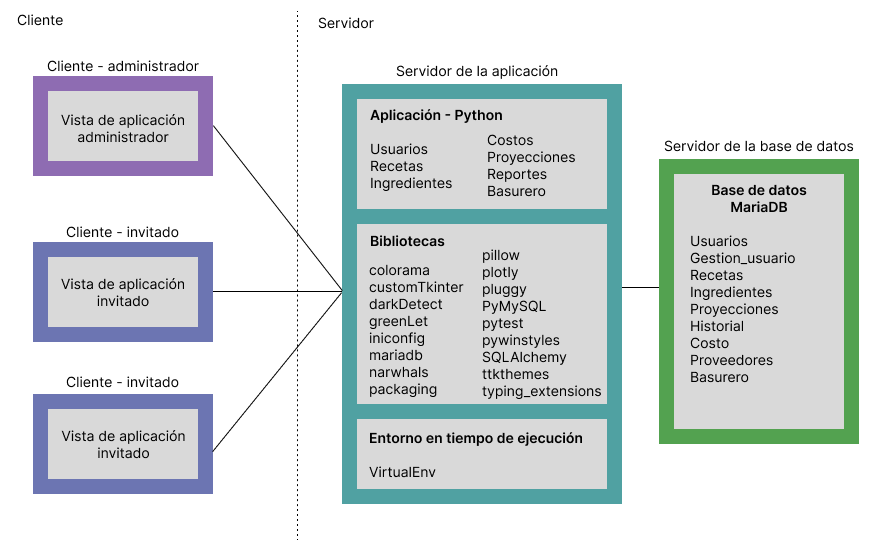 Cliente
Servidor
Cliente - administrador
Vista de aplicación
administrador
Cliente - invitado
Vista de aplicación
invitado
Cliente - invitado
Vista de aplicación
invitado
Servidor de la aplicación
Aplicación - Python
Usuarios
Recetas
Ingredientes
Costos
Proyecciones
Reportes
Basurero
Bibliotecas
colorama
customTkinter
darkDetect
greenLet
iniconfig
mariadb
narwhals
packaging
pillow
plotly
pluggy
PyMySQL
pytest
pywinstyles
SQLAlchemy
ttkthemes
typing_extensions
Entorno en tiempo de ejecución
VirtualEnv
Servidor de la base de datos
Base de datos
MariaDB
Usuarios
Gestion_usuario
Recetas
Ingredientes
Proyecciones
Historial
Costo
Proveedores
Basurero